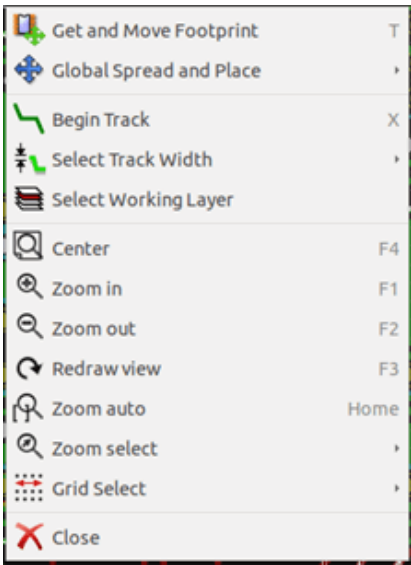 Get and Move Footprint T
Global Spread and Place
Begin Track X
Select Track Width
Select Working Layer
Center F4
Zoom in F1
Zoom out F2
Redraw view F3
Zoom auto Home
Zoom select
Grid Select
Close